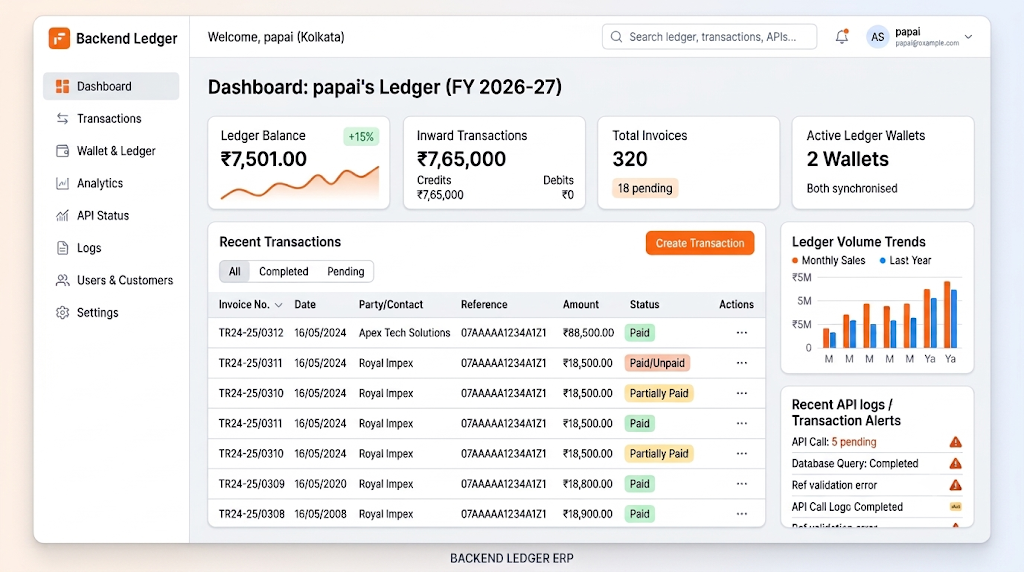 Backend Ledger
Welcome, papai (Kolkata)
Search ledger, transactions, APIs...
AS
papai
papai@oxample.com
Dashboard
Transactions
Wallet & Ledger
Analytics
API Status
Logs
Users & Customers
Settings
Dashboard: papai's Ledger (FY 2026-27)
Ledger Balance +15%
₹7,501.00
Inward Transactions
₹7,65,000
Credits Debits
₹7,65,000 ₹0
Total Invoices
320
18 pending
Active Ledger Wallets
2 Wallets
Both synchronised
Recent Transactions
Create Transaction
All Completed Pending
Invoice No. Date Party/Contact Reference Amount Status Actions
TR24-25/0312 16/05/2024 Apex Tech Solutions 07AAAAA1234A1Z1 ₹88,500.00 Paid
TR24-25/0311 16/05/2024 Royal Impex 07AAAAA1234A1Z1 ₹18,500.00 Paid/Unpaid
TR24-25/0310 16/05/2024 Royal Impex 07AAAAA1234A1Z1 ₹18,500.00 Partially Paid
TR24-25/0311 16/05/2024 Royal Impex 07AAAAA1234A1Z1 ₹18,500.00 Paid
TR24-25/0310 16/05/2024 Royal Impex 07AAAAA1234A1Z1 ₹18,500.00 Partially Paid
TR24-25/0309 16/05/2020 Royal Impex 07AAAAA1234A1Z1 ₹18,800.00 Paid
TR24-25/0308 16/05/2008 Royal Impex 07AAAAA1234A1Z1 ₹18,900.00 Paid
Ledger Volume Trends
Monthly Sales Last Year
₹5M
5M
₹5M
0
M M M M M Ya Ya
Recent API logs /
Transaction Alerts
API Call: 5 pending
Database Query: Completed
Ref validation error
API Call Logo Completed
Ref validation error
BACKEND LEDGER ERP